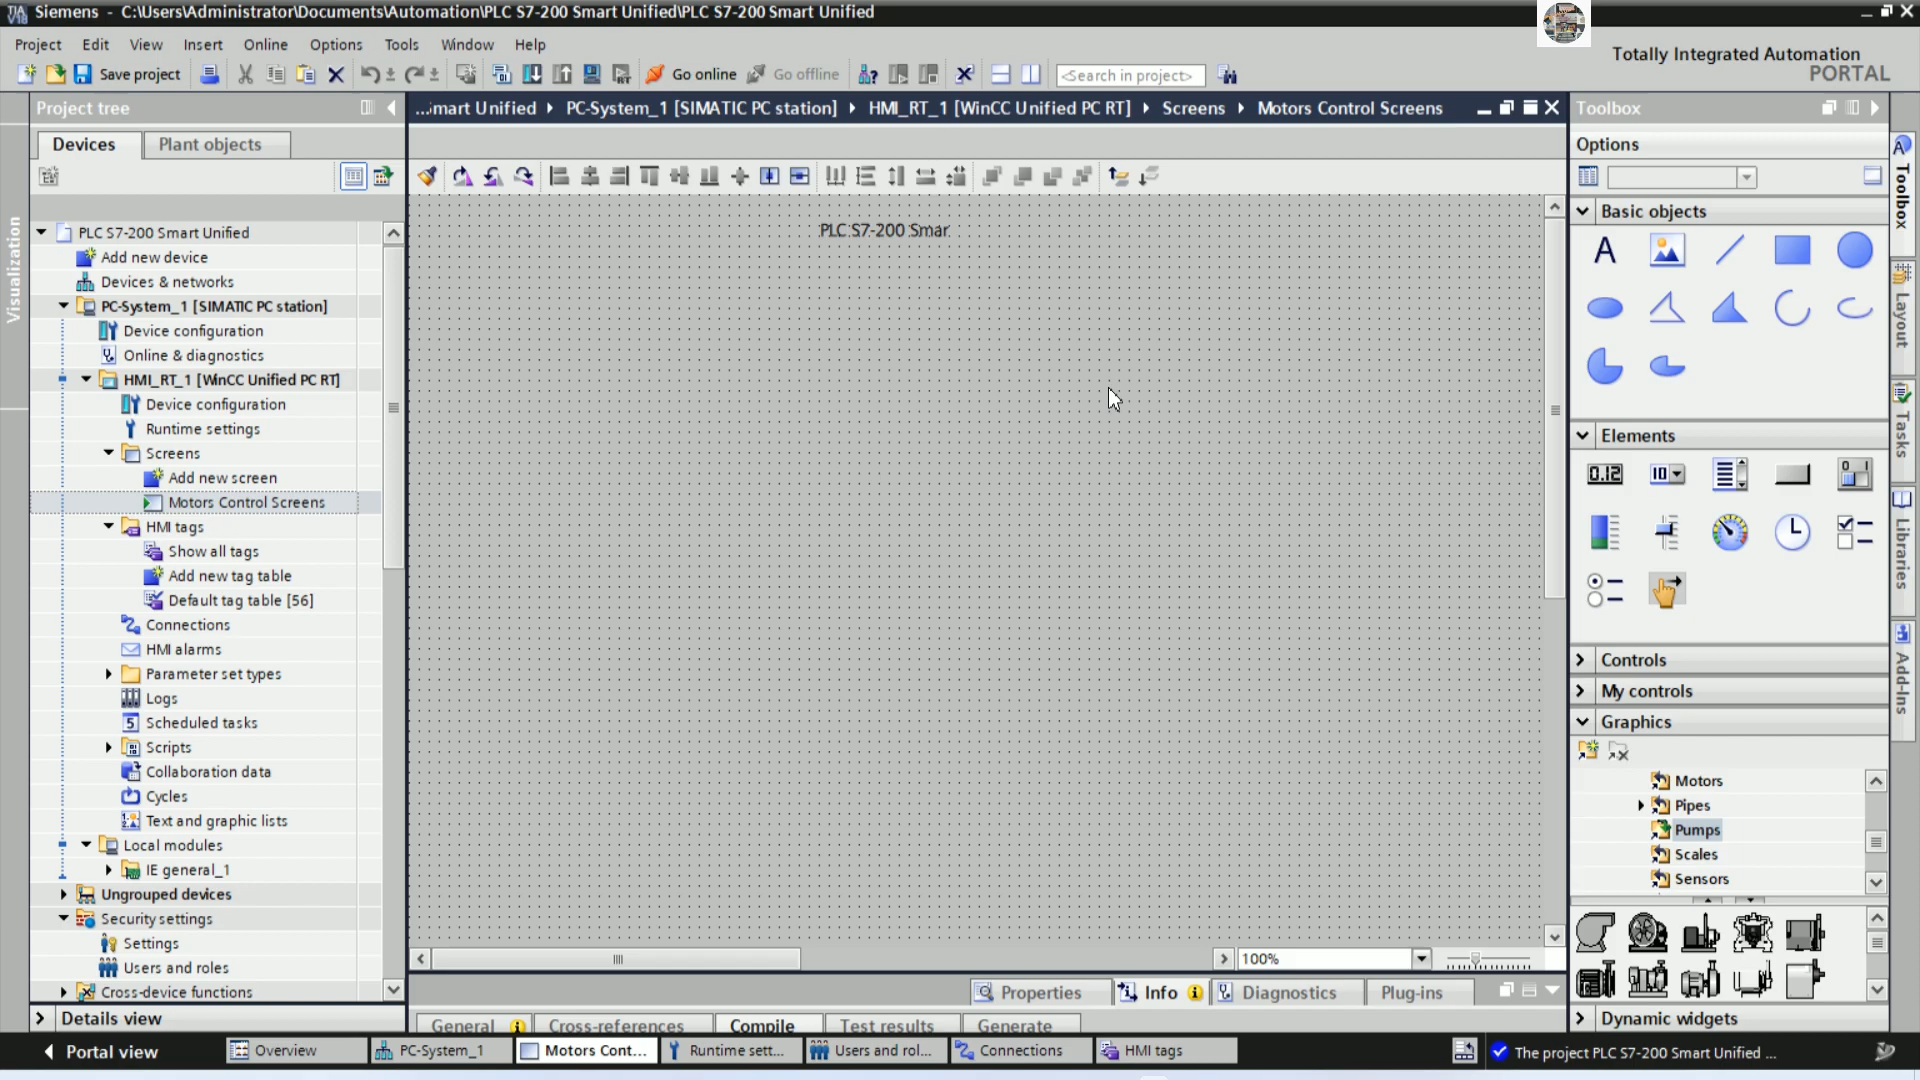 Siemens - C:\Users\Administrator\Documents\Automation\PLC S7-200 Smart Unified\PLC S7-200 Smart Unified
Project Edit View Insert Online Options Tools Window Help
Totally Integrated Automation
PORTAL
Save project
Go online
Go offline
<Search in project>
Project tree
...mart Unified PC-System_1 [SIMATIC PC station] HMI_RT_1 [WinCC Unified PC RT] Screens Motors Control Screens
Toolbox
Devices
Plant objects
Options
Visualization
PLC S7-200 Smart Unified
Add new device
Devices & networks
PC-System_1 [SIMATIC PC station]
Device configuration
Online & diagnostics
HMI_RT_1 [WinCC Unified PC RT]
Device configuration
Runtime settings
Screens
Add new screen
Motors Control Screens
HMI tags
Show all tags
Add new tag table
Default tag table [56]
Connections
HMI alarms
Parameter set types
Logs
Scheduled tasks
Scripts
Collaboration data
Cycles
Text and graphic lists
Local modules
IE general_1
Ungrouped devices
Security settings
Settings
Users and roles
Cross-device functions
Details view
PLC S7-200 Smar
100%
Properties
Info
Diagnostics
Plug-ins
General
Cross-references
Compile
Test results
Generate
Basic objects
A
Elements
0.12
10
0 1
Controls
My controls
Graphics
Motors
Pipes
Pumps
Scales
Sensors
Dynamic widgets
Toolbox
Layout
Tasks
Libraries
Add-Ins
Portal view
Overview
PC-System_1
Motors Cont...
Runtime sett...
Users and rol...
Connections
HMI tags
The project PLC S7-200 Smart Unified ...